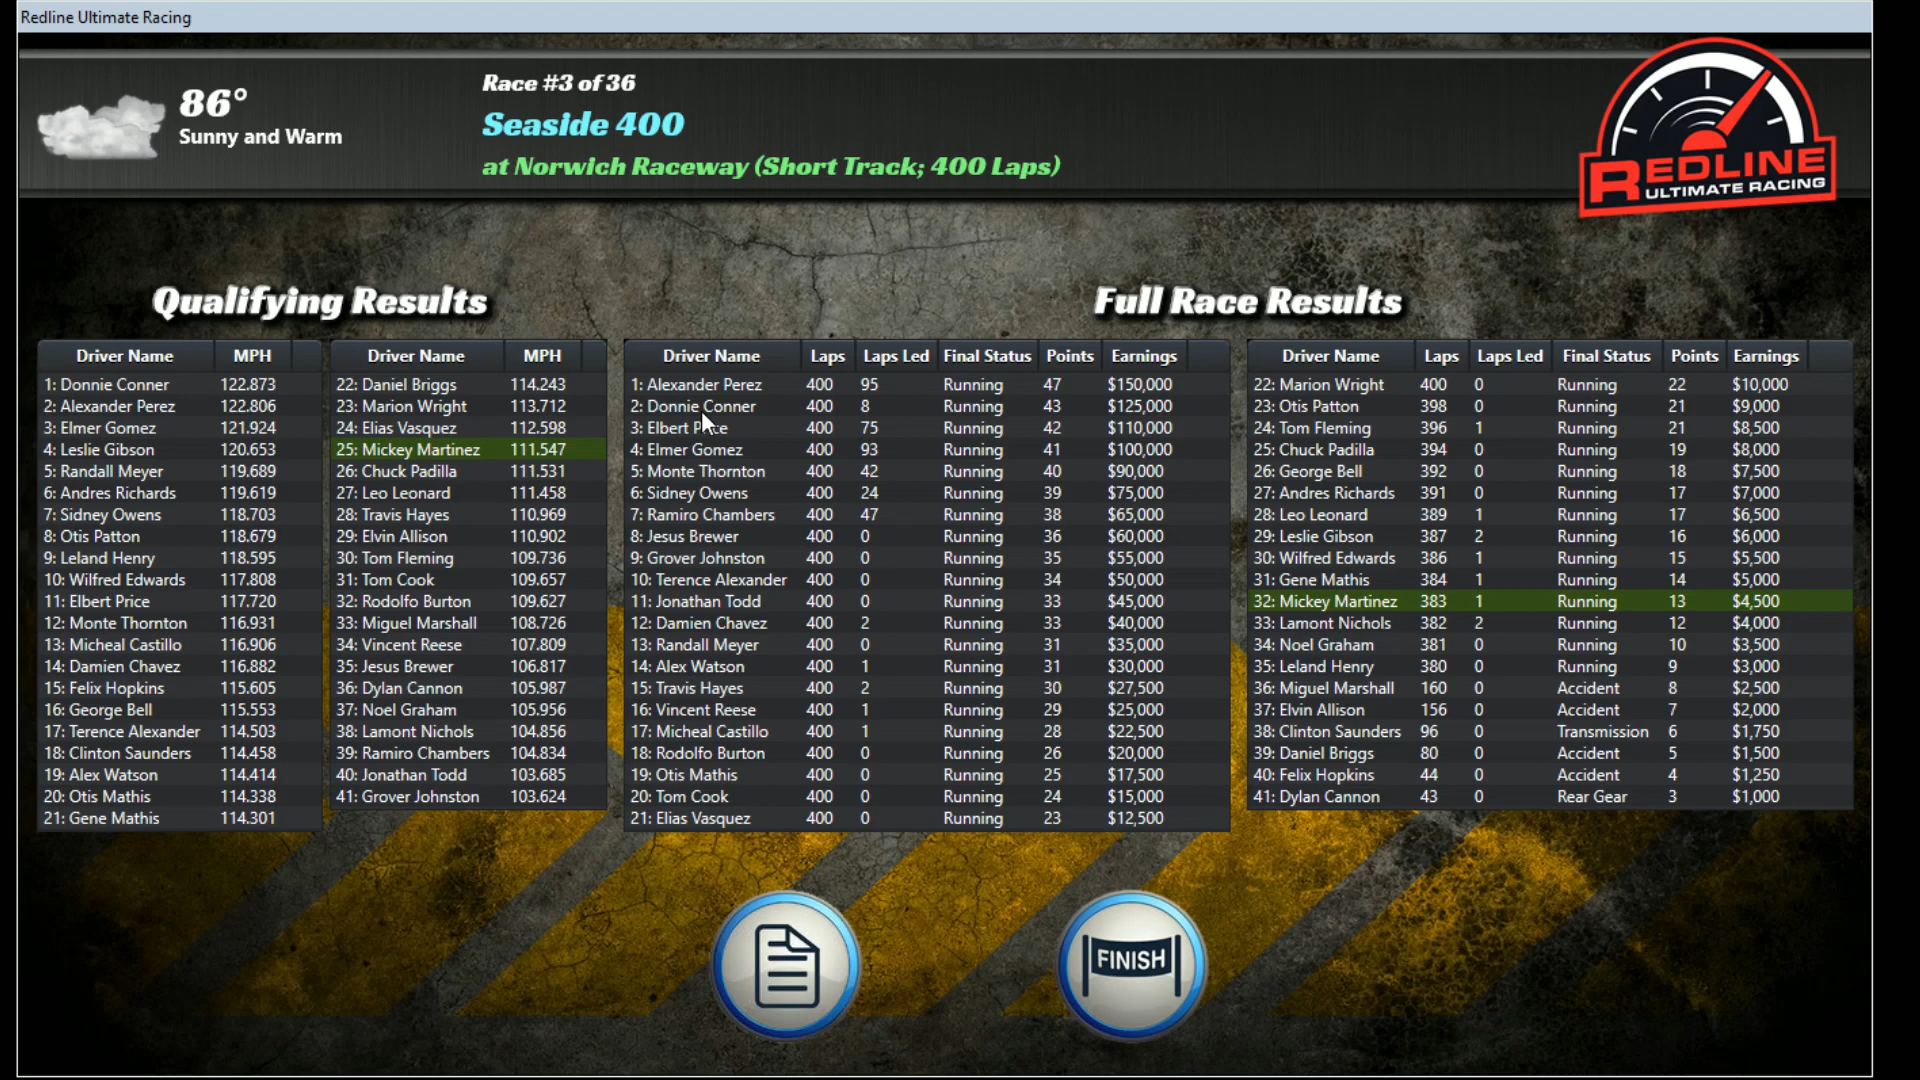 Redline Ultimate Racing
86°
Sunny and Warm
Race #3 of 36
Seaside 400
at Norwich Raceway (Short Track; 400 Laps)
REDLINE
ULTIMATE RACING
Qualifying Results
Full Race Results
Driver Name MPH
1: Donnie Conner 122.873
2: Alexander Perez 122.806
3: Elmer Gomez 121.924
4: Leslie Gibson 120.653
5: Randall Meyer 119.689
6: Andres Richards 119.619
7: Sidney Owens 118.703
8: Otis Patton 118.679
9: Leland Henry 118.595
10: Wilfred Edwards 117.808
11: Elbert Price 117.720
12: Monte Thornton 116.931
13: Micheal Castillo 116.906
14: Damien Chavez 116.882
15: Felix Hopkins 115.605
16: George Bell 115.553
17: Terence Alexander 114.503
18: Clinton Saunders 114.458
19: Alex Watson 114.414
20: Otis Mathis 114.338
21: Gene Mathis 114.301
Driver Name MPH
22: Daniel Briggs 114.243
23: Marion Wright 113.712
24: Elias Vasquez 112.598
25: Mickey Martinez 111.547
26: Chuck Padilla 111.531
27: Leo Leonard 111.458
28: Travis Hayes 110.969
29: Elvin Allison 110.902
30: Tom Fleming 109.736
31: Tom Cook 109.657
32: Rodolfo Burton 109.627
33: Miguel Marshall 108.726
34: Vincent Reese 107.809
35: Jesus Brewer 106.817
36: Dylan Cannon 105.987
37: Noel Graham 105.956
38: Lamont Nichols 104.856
39: Ramiro Chambers 104.834
40: Jonathan Todd 103.685
41: Grover Johnston 103.624
Driver Name Laps Laps Led Final Status Points Earnings
1: Alexander Perez 400 95 Running 47 $150,000
2: Donnie Conner 400 8 Running 43 $125,000
3: Elbert Price 400 75 Running 42 $110,000
4: Elmer Gomez 400 93 Running 41 $100,000
5: Monte Thornton 400 42 Running 40 $90,000
6: Sidney Owens 400 24 Running 39 $75,000
7: Ramiro Chambers 400 47 Running 38 $65,000
8: Jesus Brewer 400 0 Running 36 $60,000
9: Grover Johnston 400 0 Running 35 $55,000
10: Terence Alexander 400 0 Running 34 $50,000
11: Jonathan Todd 400 0 Running 33 $45,000
12: Damien Chavez 400 2 Running 33 $40,000
13: Randall Meyer 400 0 Running 31 $35,000
14: Alex Watson 400 1 Running 31 $30,000
15: Travis Hayes 400 2 Running 30 $27,500
16: Vincent Reese 400 1 Running 29 $25,000
17: Micheal Castillo 400 1 Running 28 $22,500
18: Rodolfo Burton 400 0 Running 26 $20,000
19: Otis Mathis 400 0 Running 25 $17,500
20: Tom Cook 400 0 Running 24 $15,000
21: Elias Vasquez 400 0 Running 23 $12,500
Driver Name Laps Laps Led Final Status Points Earnings
22: Marion Wright 400 0 Running 22 $10,000
23: Otis Patton 398 0 Running 21 $9,000
24: Tom Fleming 396 1 Running 21 $8,500
25: Chuck Padilla 394 0 Running 19 $8,000
26: George Bell 392 0 Running 18 $7,500
27: Andres Richards 391 0 Running 17 $7,000
28: Leo Leonard 389 1 Running 17 $6,500
29: Leslie Gibson 387 2 Running 16 $6,000
30: Wilfred Edwards 386 1 Running 15 $5,500
31: Gene Mathis 384 1 Running 14 $5,000
32: Mickey Martinez 383 1 Running 13 $4,500
33: Lamont Nichols 382 2 Running 12 $4,000
34: Noel Graham 381 0 Running 10 $3,500
35: Leland Henry 380 0 Running 9 $3,000
36: Miguel Marshall 160 0 Accident 8 $2,500
37: Elvin Allison 156 0 Accident 7 $2,000
38: Clinton Saunders 96 0 Transmission 6 $1,750
39: Daniel Briggs 80 0 Accident 5 $1,500
40: Felix Hopkins 44 0 Accident 4 $1,250
41: Dylan Cannon 43 0 Rear Gear 3 $1,000
FINISH